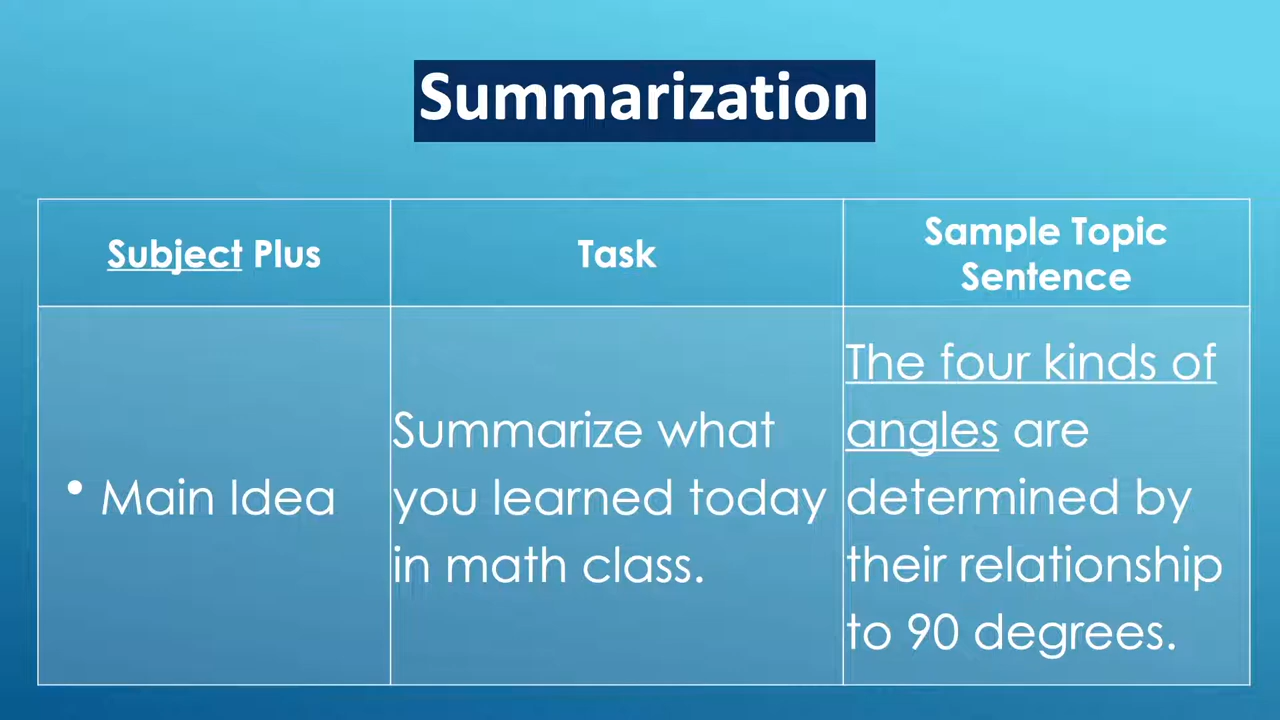 Summarization
Subject Plus
Task
Sample Topic
Sentence
• Main Idea
Summarize what
you learned today
in math class.
The four kinds of
angles are
determined by
their relationship
to 90 degrees.